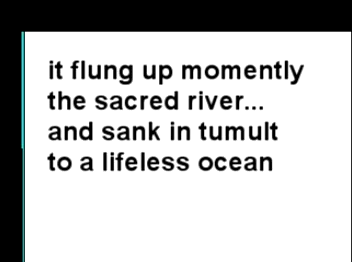 it flung up momently
the sacred river...
and sank in tumult
to a lifeless ocean